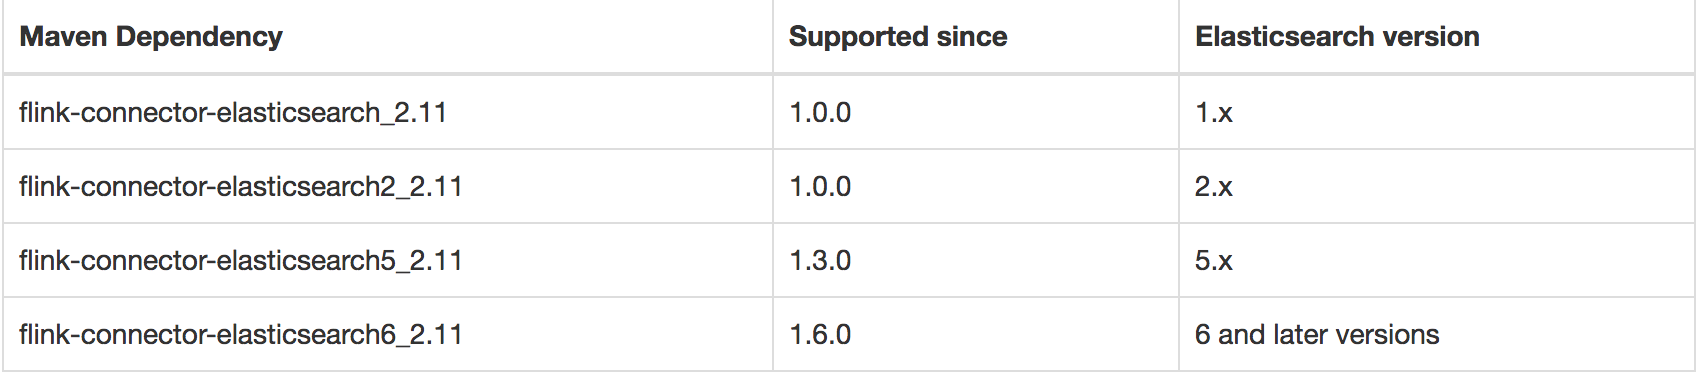 Maven Dependency Supported since Elasticsearch version
flink-connector-elasticsearch_2.11 1.0.0 1.x
flink-connector-elasticsearch2_2.11 1.0.0 2.x
flink-connector-elasticsearch5_2.11 1.3.0 5.x
flink-connector-elasticsearch6_2.11 1.6.0 6 and later versions